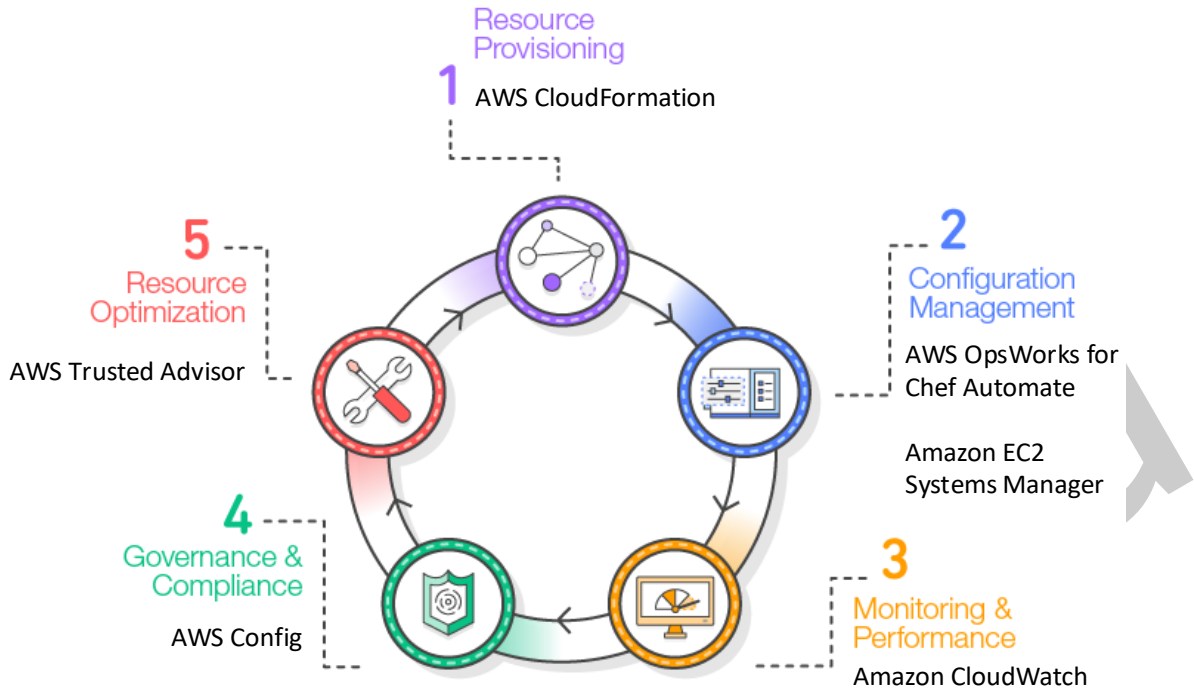 Resource
Provisioning
1
AWS CloudFormation
2
Configuration
Management
AWS OpsWorks for
Chef Automate
Amazon EC2
Systems Manager
3
Monitoring &
Performance
Amazon CloudWatch
4
Governance &
Compliance
AWS Config
5
Resource
Optimization
AWS Trusted Advisor